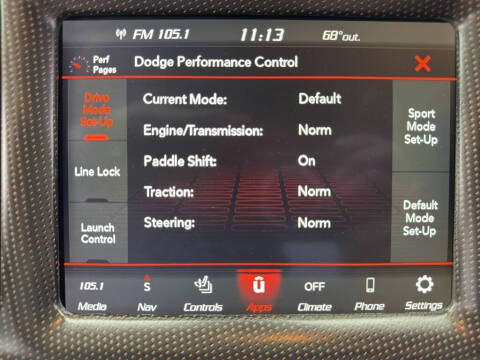 FM 105.1 11:13 68°out.
Perf Pages
Dodge Performance Control
Drive Mode Set-Up
Line Lock
Launch Control
Current Mode: Default
Engine/Transmission: Norm
Paddle Shift: On
Traction: Norm
Steering: Norm
Sport Mode Set-Up
Default Mode Set-Up
105.1 S OFF
Media Nav Controls Apps Climate Phone Settings